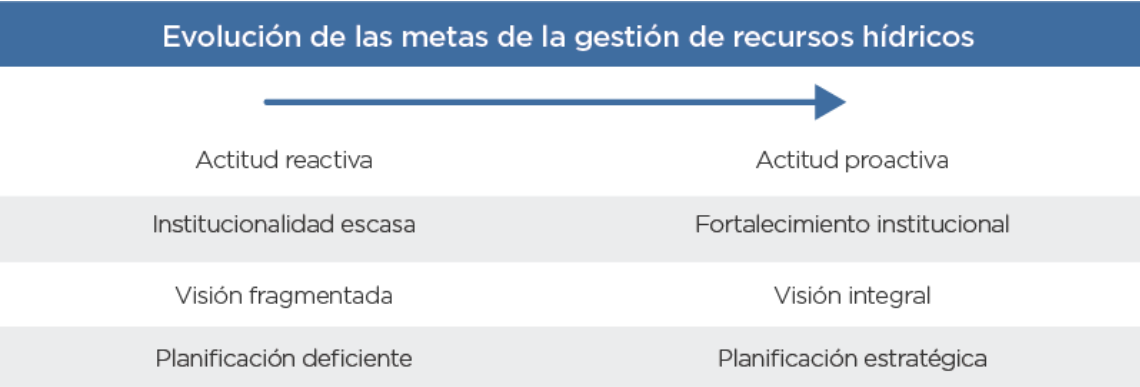 Evolución de las metas de la gestión de recursos hídricos
Actitud reactiva
Actitud proactiva
Institucionalidad escasa
Fortalecimiento institucional
Visión fragmentada
Visión integral
Planificación deficiente
Planificación estratégica